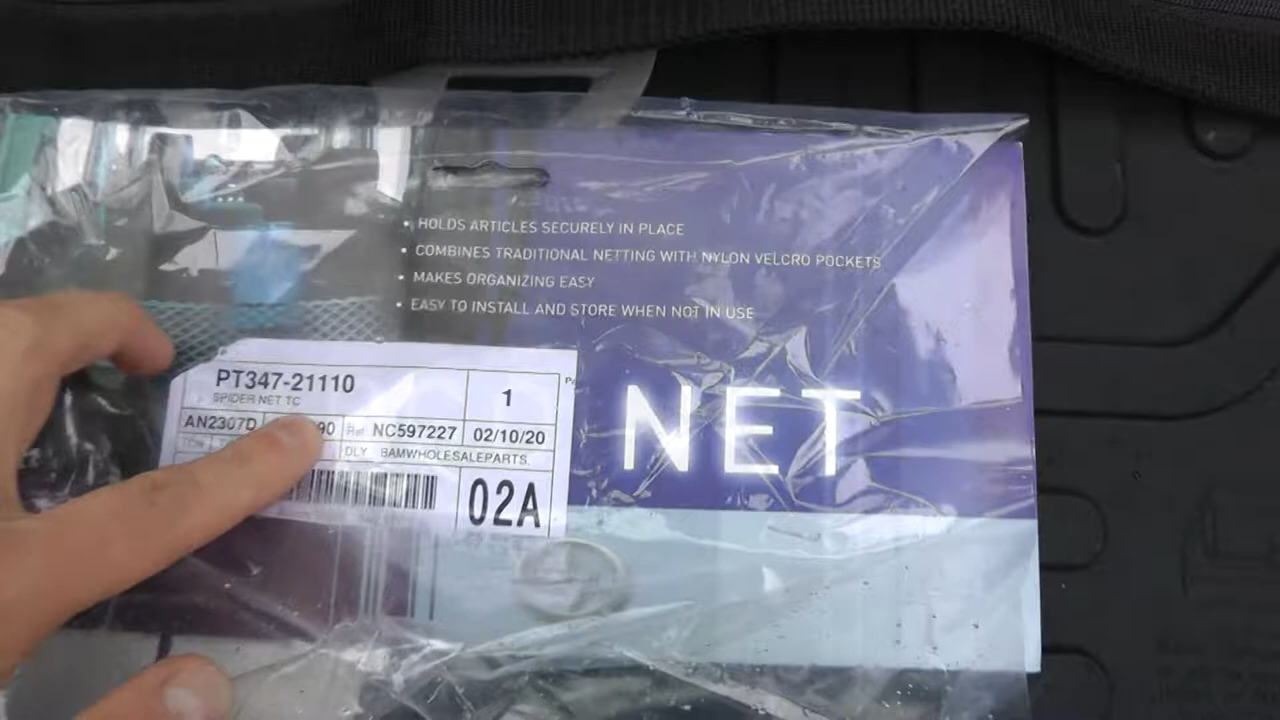 • HOLDS ARTICLES SECURELY IN PLACE
• COMBINES TRADITIONAL NETTING WITH NYLON VELCRO POCKETS
• MAKES ORGANIZING EASY
• EASY TO INSTALL AND STORE WHEN NOT IN USE
PT347-21110
SPIDER NET TC
1
AN2307D 90 Ref NC597227 02/10/20
DLY BAMWHOLESALEPARTS.
02A
NET